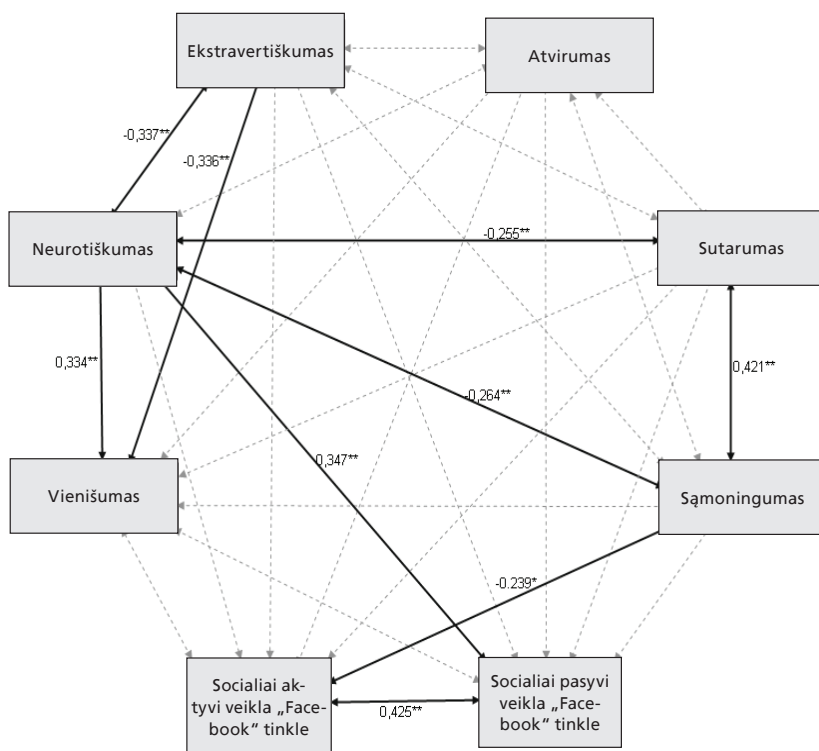 Ekstravertiškumas
Atvirumas
-0,337**
-0,336**
Neurotiškumas
-0,255**
Sutarumas
0,334**
0,421**
-0,264**
0,347**
Vienišumas
Sąmoningumas
-0.239*
Socialiai ak-
tyvi veikla „Face-
book“ tinkle
0,425**
Socialiai pasyvi
veikla „Face-
book“ tinkle